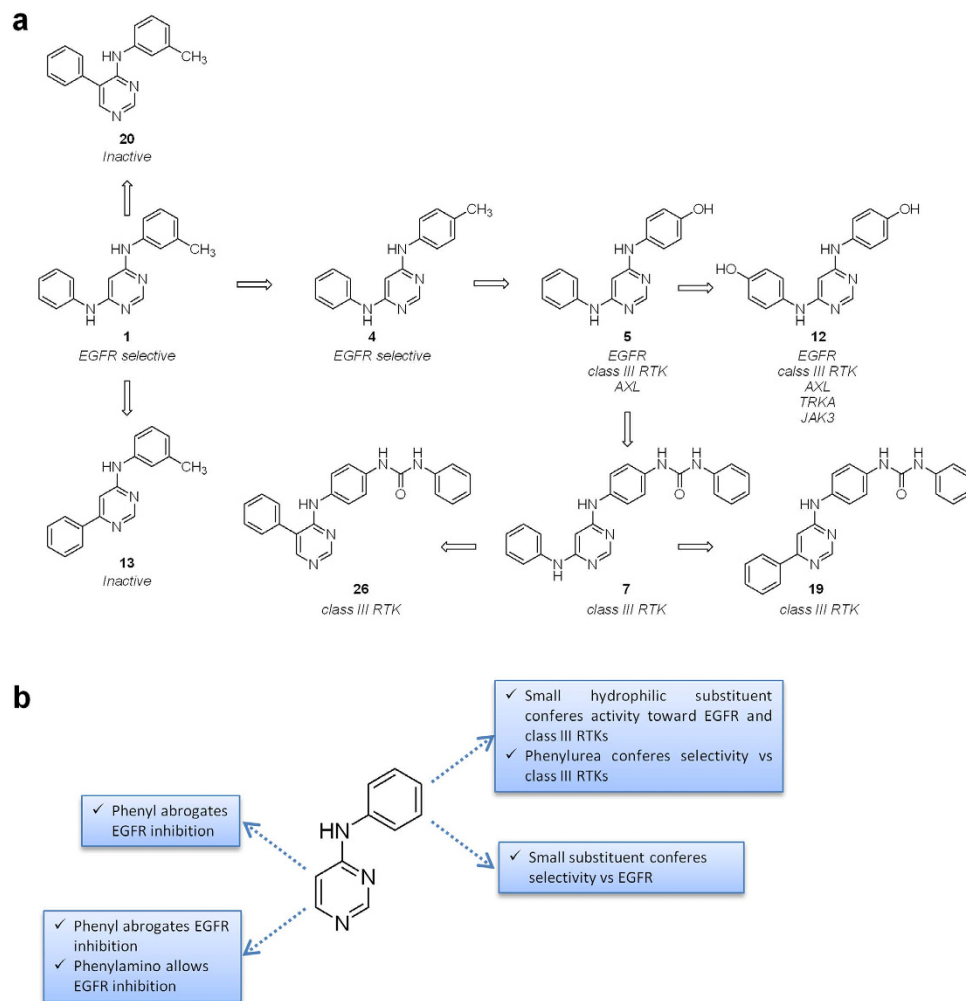 a
HN
CH3
N
N
20
Inactive
HN
CH3
N
N
N
H
1
EGFR selective
CH3
HN
N
N
N
H
4
EGFR selective
OH
HN
N
N
N
H
5
EGFR
class III RTK
AXL
OH
HN
HO
N
N
N
H
12
EGFR
calss III RTK
AXL
TRKA
JAK3
HN
CH3
N
N
13
Inactive
H
N
H
N
O
HN
N
N
26
class III RTK
H
N
H
N
O
HN
N
N
N
H
7
class III RTK
H
N
H
N
O
HN
N
N
19
class III RTK
b
✓ Small hydrophilic substituent
conferes activity toward EGFR and
class III RTKs
✓ Phenylurea conferes selectivity vs
class III RTKs
✓ Phenyl abrogates
EGFR inhibition
HN
N
N
✓ Small substituent conferes
selectivity vs EGFR
✓ Phenyl abrogates EGFR
inhibition
✓ Phenylamino allows
EGFR inhibition